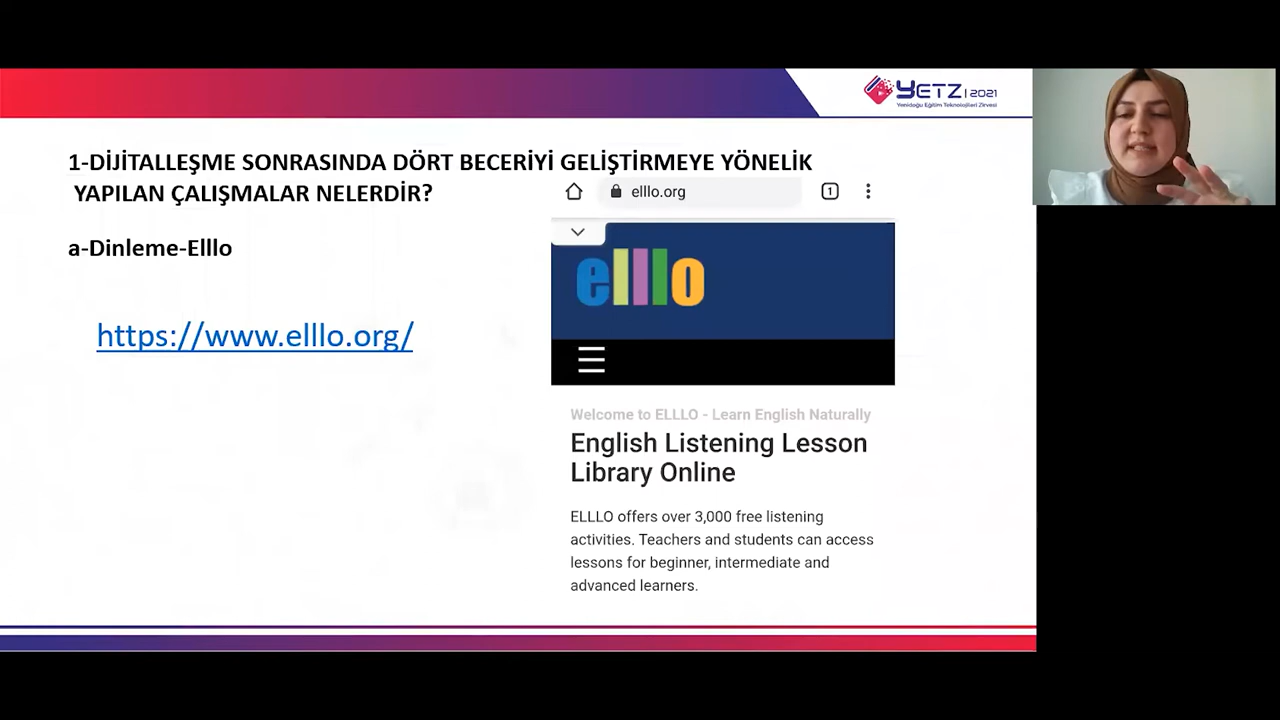 YETZ | 2021
Yenidoğu Eğitim Teknolojileri Zirvesi
1-DİJİTALLEŞME SONRASINDA DÖRT BECERİYİ GELİŞTİRMEYE YÖNELİK
YAPILAN ÇALIŞMALAR NELERDİR?
a-Dinleme-Elllo
https://www.elllo.org/
elllo.org
1
elllo
Welcome to ELLLO - Learn English Naturally
English Listening Lesson
Library Online
ELLLO offers over 3,000 free listening
activities. Teachers and students can access
lessons for beginner, intermediate and
advanced learners.